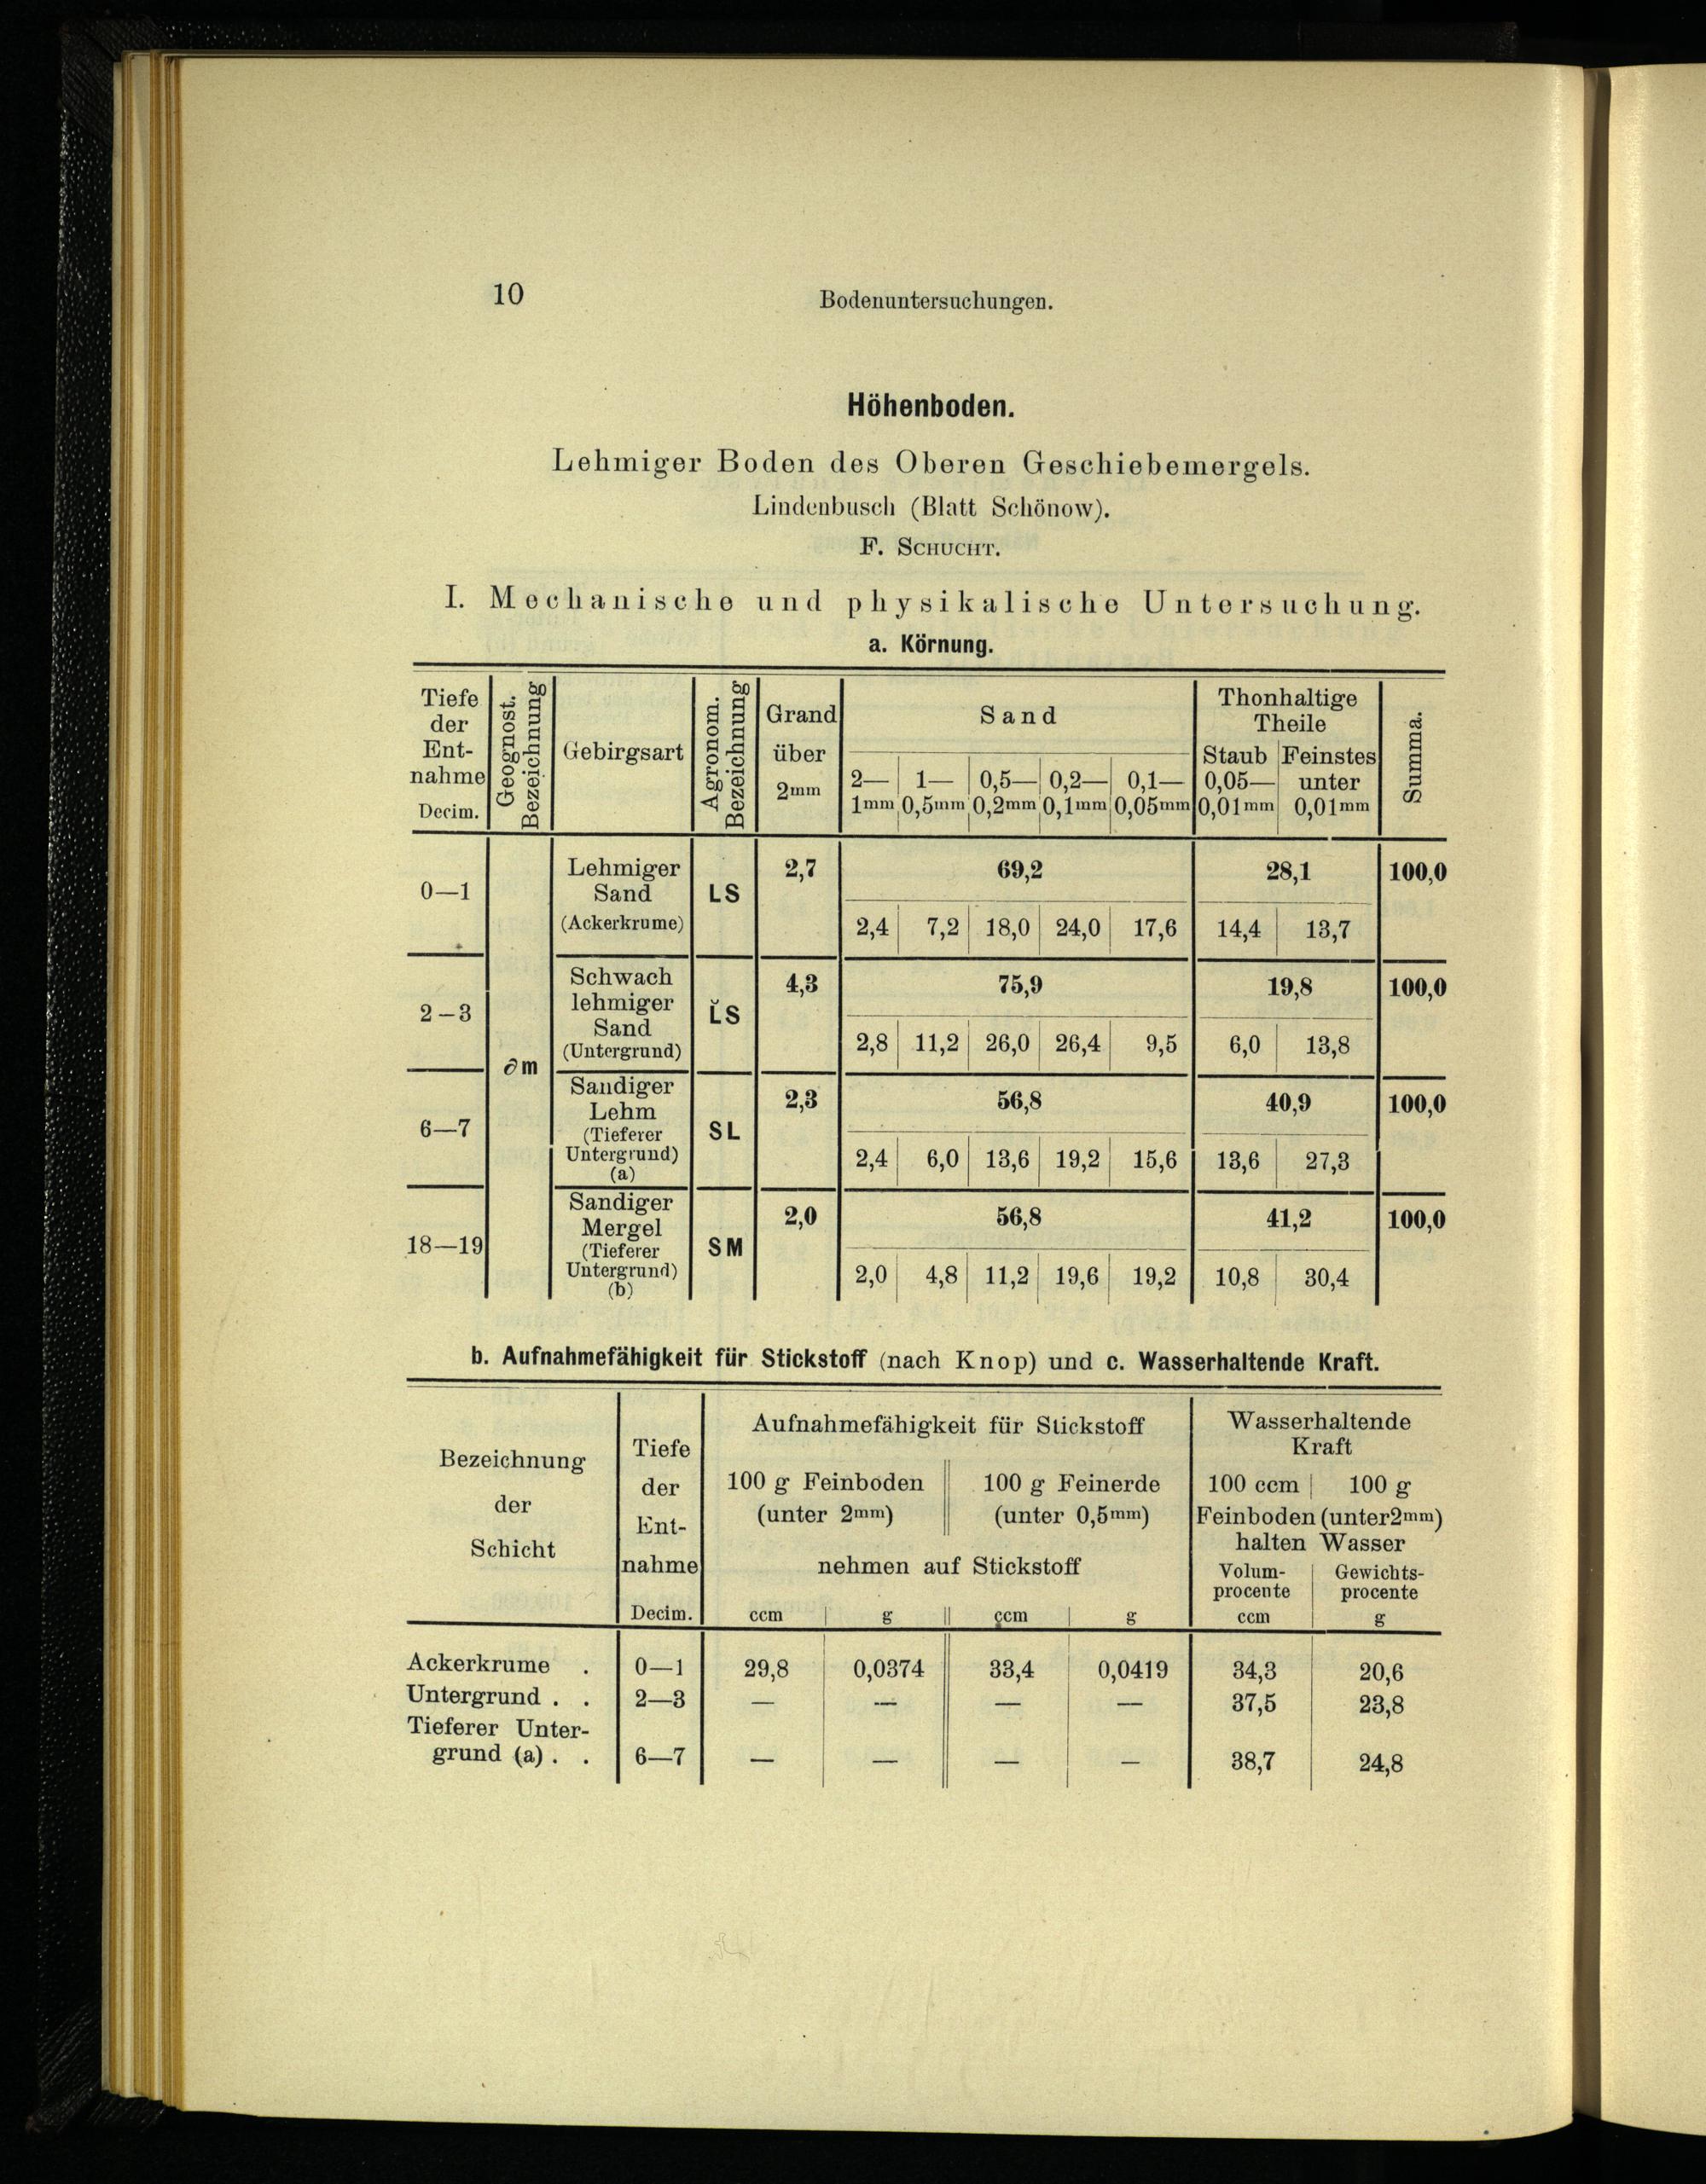 10
Bodenuntersuchungen.
Höhenboden.
Lehmiger Boden des Oberen Geschiebemergels.
Lindenbusch (Blatt Schönow).
F. Schucht.
I. Mechanische und physikalische Untersuchung.
a. Körnung.
Tiefe der Ent- nahme Decim. | Geognost. Bezeichnung | Gebirgsart | Agronom. Bezeichnung | Grand über 2mm | Sand | Thonhaltige Theile | Summa.
2— 1mm | 1— 0,5mm | 0,5— 0,2mm | 0,2— 0,1mm | 0,1— 0,05mm | Staub 0,05— 0,01mm | Feinstes unter 0,01mm
0—1 | Lehmiger Sand (Ackerkrume) | LS | 2,7 | 69,2 | 28,1 | 100,0
2,4 | 7,2 | 18,0 | 24,0 | 17,6 | 14,4 | 13,7
2–3 | Schwach lehmiger Sand (Untergrund) | L̆S | 4,3 | 75,9 | 19,8 | 100,0
2,8 | 11,2 | 26,0 | 26,4 | 9,5 | 6,0 | 13,8
∂m
6—7 | Sandiger Lehm (Tieferer Untergrund) (a) | SL | 2,3 | 56,8 | 40,9 | 100,0
2,4 | 6,0 | 13,6 | 19,2 | 15,6 | 13,6 | 27,3
18—19 | Sandiger Mergel (Tieferer Untergrund) (b) | SM | 2,0 | 56,8 | 41,2 | 100,0
2,0 | 4,8 | 11,2 | 19,6 | 19,2 | 10,8 | 30,4
b. Aufnahmefähigkeit für Stickstoff (nach Knop) und c. Wasserhaltende Kraft.
Bezeichnung der Schicht | Tiefe der Ent- nahme Decim. | Aufnahmefähigkeit für Stickstoff | Wasserhaltende Kraft
100 g Feinboden (unter 2mm) | 100 g Feinerde (unter 0,5mm) | 100 ccm | 100 g
nehmen auf Stickstoff | Feinboden (unter 2mm) halten Wasser
Volum- procente | Gewichts- procente
ccm | g | ccm | g | ccm | g
Ackerkrume . | 0—1 | 29,8 | 0,0374 | 33,4 | 0,0419 | 34,3 | 20,6
Untergrund . . | 2—3 | — | — | — | — | 37,5 | 23,8
Tieferer Unter-
grund (a) . . | 6—7 | — | — | — | — | 38,7 | 24,8